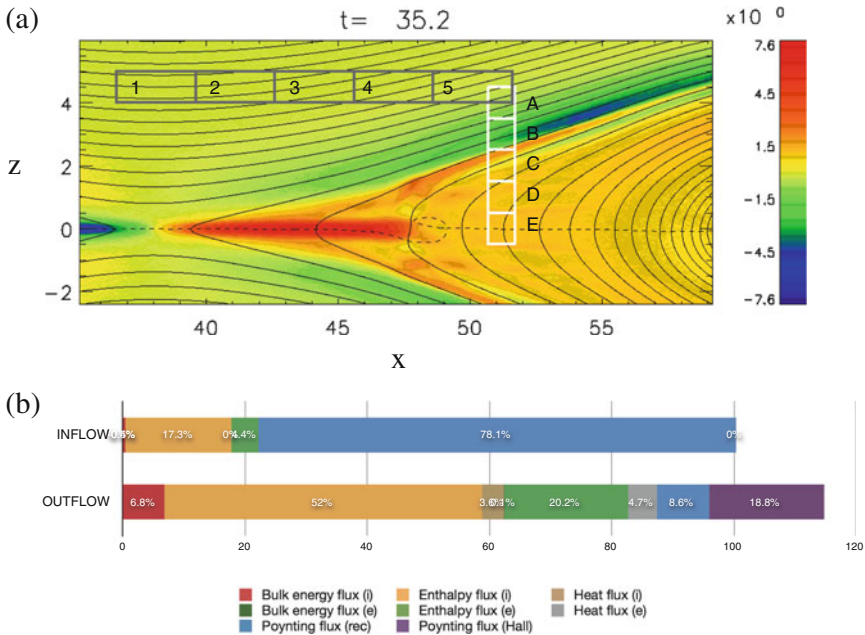 (a)
t= 35.2
x10 0
7.6
4.5
1.5
-1.5
-4.5
-7.6
4
2
0
-2
z
1 2 3 4 5
A
B
C
D
E
40 45 50 55
x
(b)
INFLOW
17.3% 4.4% 78.1% 0%
OUTFLOW
6.8% 52% 20.2% 4.7% 8.6% 18.8%
0 20 40 60 80 100 120
Bulk energy flux (i) Enthalpy flux (i) Heat flux (i)
Bulk energy flux (e) Enthalpy flux (e) Heat flux (e)
Poynting flux (rec) Poynting flux (Hall)